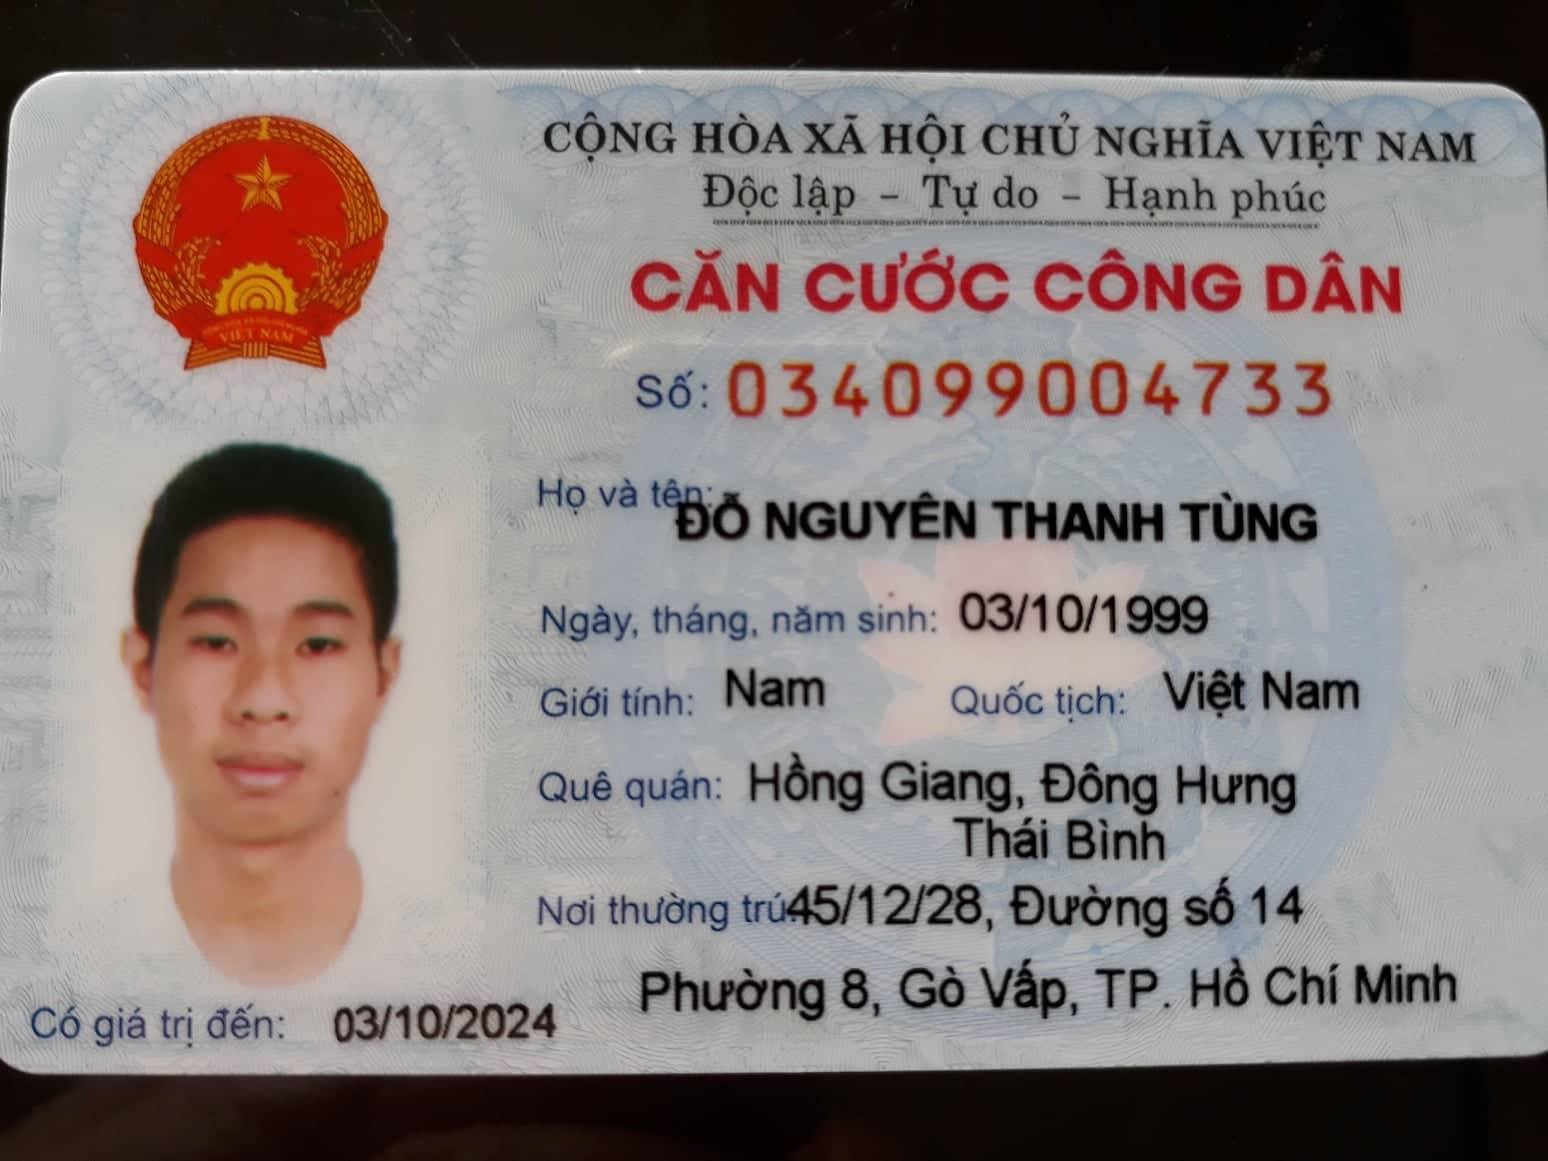 CỘNG HÒA XÃ HỘI CHỦ NGHĨA VIỆT NAM
Độc lập - Tự do - Hạnh phúc
CĂN CƯỚC CÔNG DÂN
Số: 034099004733
Họ và tên:
ĐỖ NGUYÊN THANH TÙNG
Ngày, tháng, năm sinh: 03/10/1999
Giới tính: Nam Quốc tịch: Việt Nam
Quê quán: Hồng Giang, Đông Hưng
Thái Bình
Nơi thường trú: 45/12/28, Đường số 14
Phường 8, Gò Vấp, TP. Hồ Chí Minh
Có giá trị đến: 03/10/2024